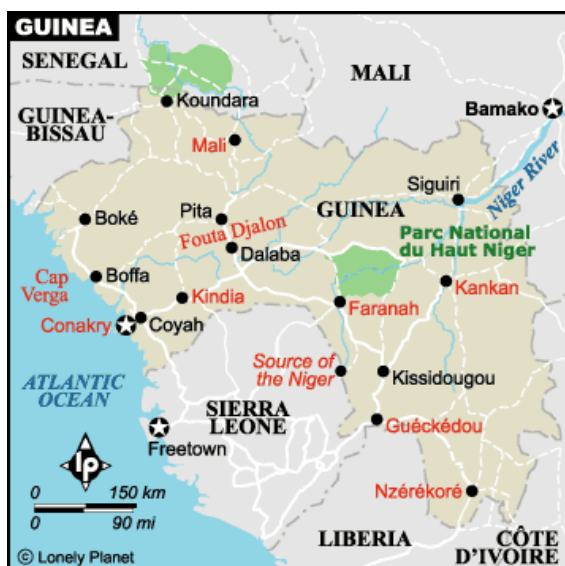 GUINEA
SENEGAL
MALI
GUINEA-
BISSAU
Koundara
Bamako
Mali
Niger River
Siguiri
Boké
Pita
GUINEA
Fouta Djalon
Parc National
du Haut Niger
Dalaba
Cap
Verga
Boffa
Kindia
Kankan
Faranah
Conakry
Coyah
Source of
the Niger
Kissidougou
ATLANTIC
OCEAN
SIERRA
LEONE
Guéckédou
Freetown
lp
0 150 km
0 90 mi
Nzérékoré
LIBERIA
CÔTE
D'IVOIRE
© Lonely Planet